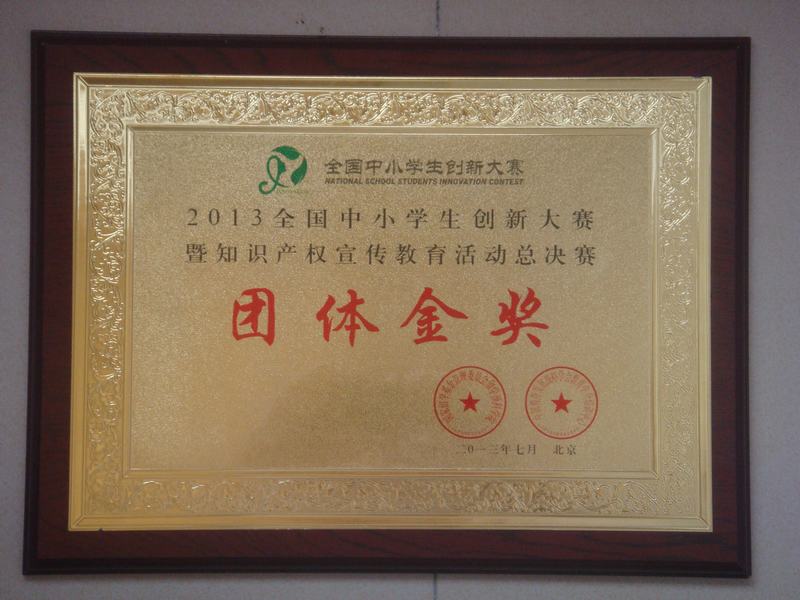 全国中小学生创新大赛
NATIONAL SCHOOL STUDENTS INNOVATION CONTEST
2013全国中小学生创新大赛
暨知识产权宣传教育活动总决赛
团体金奖
二〇一三年七月 北京